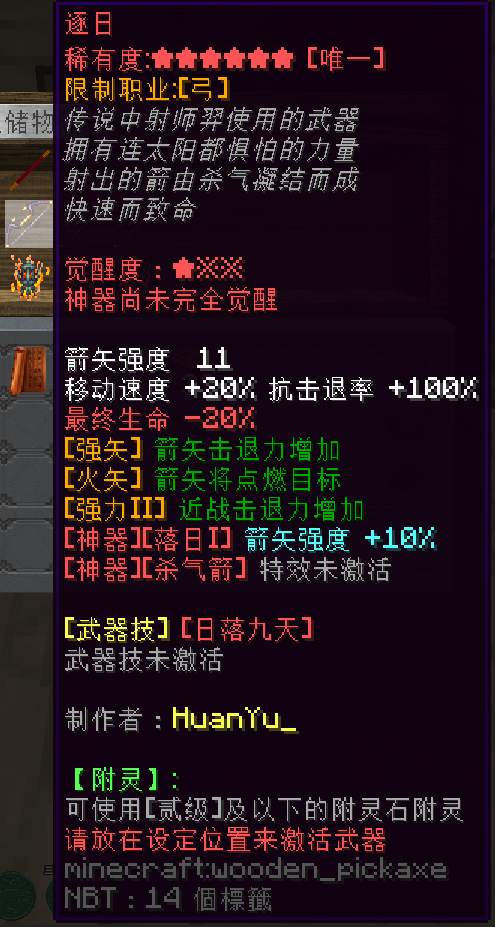 逐日
稀有度:★★★★★★ [唯一]
限制职业:[弓]
传说中射师羿使用的武器
拥有连太阳都惧怕的力量
射出的箭由杀气凝结而成
快速而致命
储物
觉醒度：★※※
神器尚未完全觉醒
箭矢强度 11
移动速度 +20% 抗击退率 +100%
最终生命 -20%
[强矢] 箭矢击退力增加
[火矢] 箭矢将点燃目标
[强力II] 近战击退力增加
[神器][落日I] 箭矢强度 +10%
[神器][杀气箭] 特效未激活
[武器技] [日落九天]
武器技未激活
制作者：HuanYu_
【附灵】:
可使用[贰级]及以下的附灵石附灵
请放在设定位置来激活武器
minecraft:wooden_pickaxe
NBT：14 個標籤